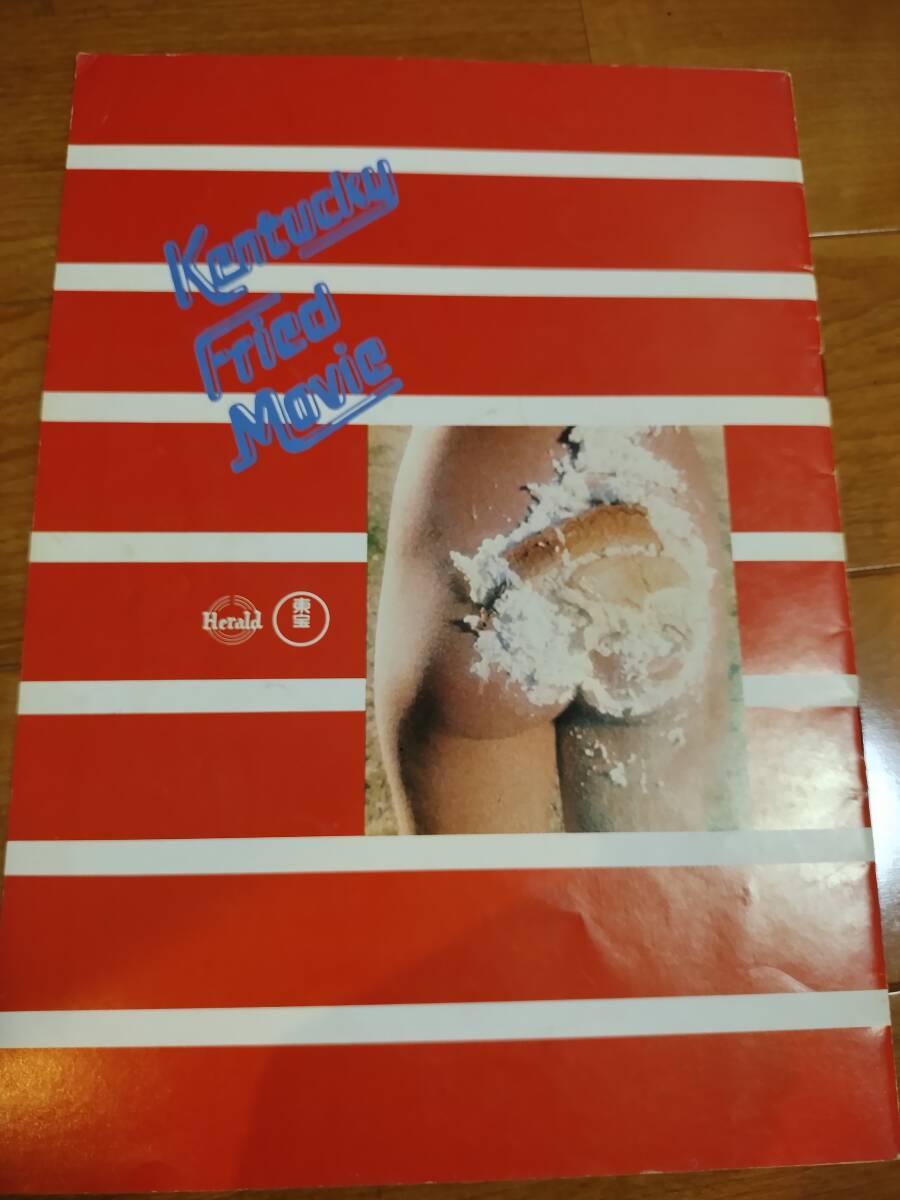 Kentucky
Fried
Movie
Herald
東宝